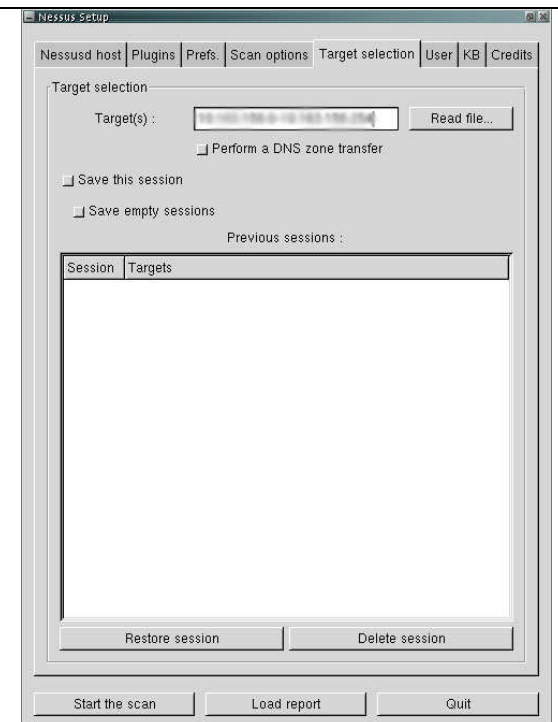 Nessus Setup
Nessusd host Plugins Prefs. Scan options Target selection User KB Credits
Target selection
Target(s) :
Read file...
Perform a DNS zone transfer
Save this session
Save empty sessions
Previous sessions :
Session Targets
Restore session Delete session
Start the scan Load report Quit